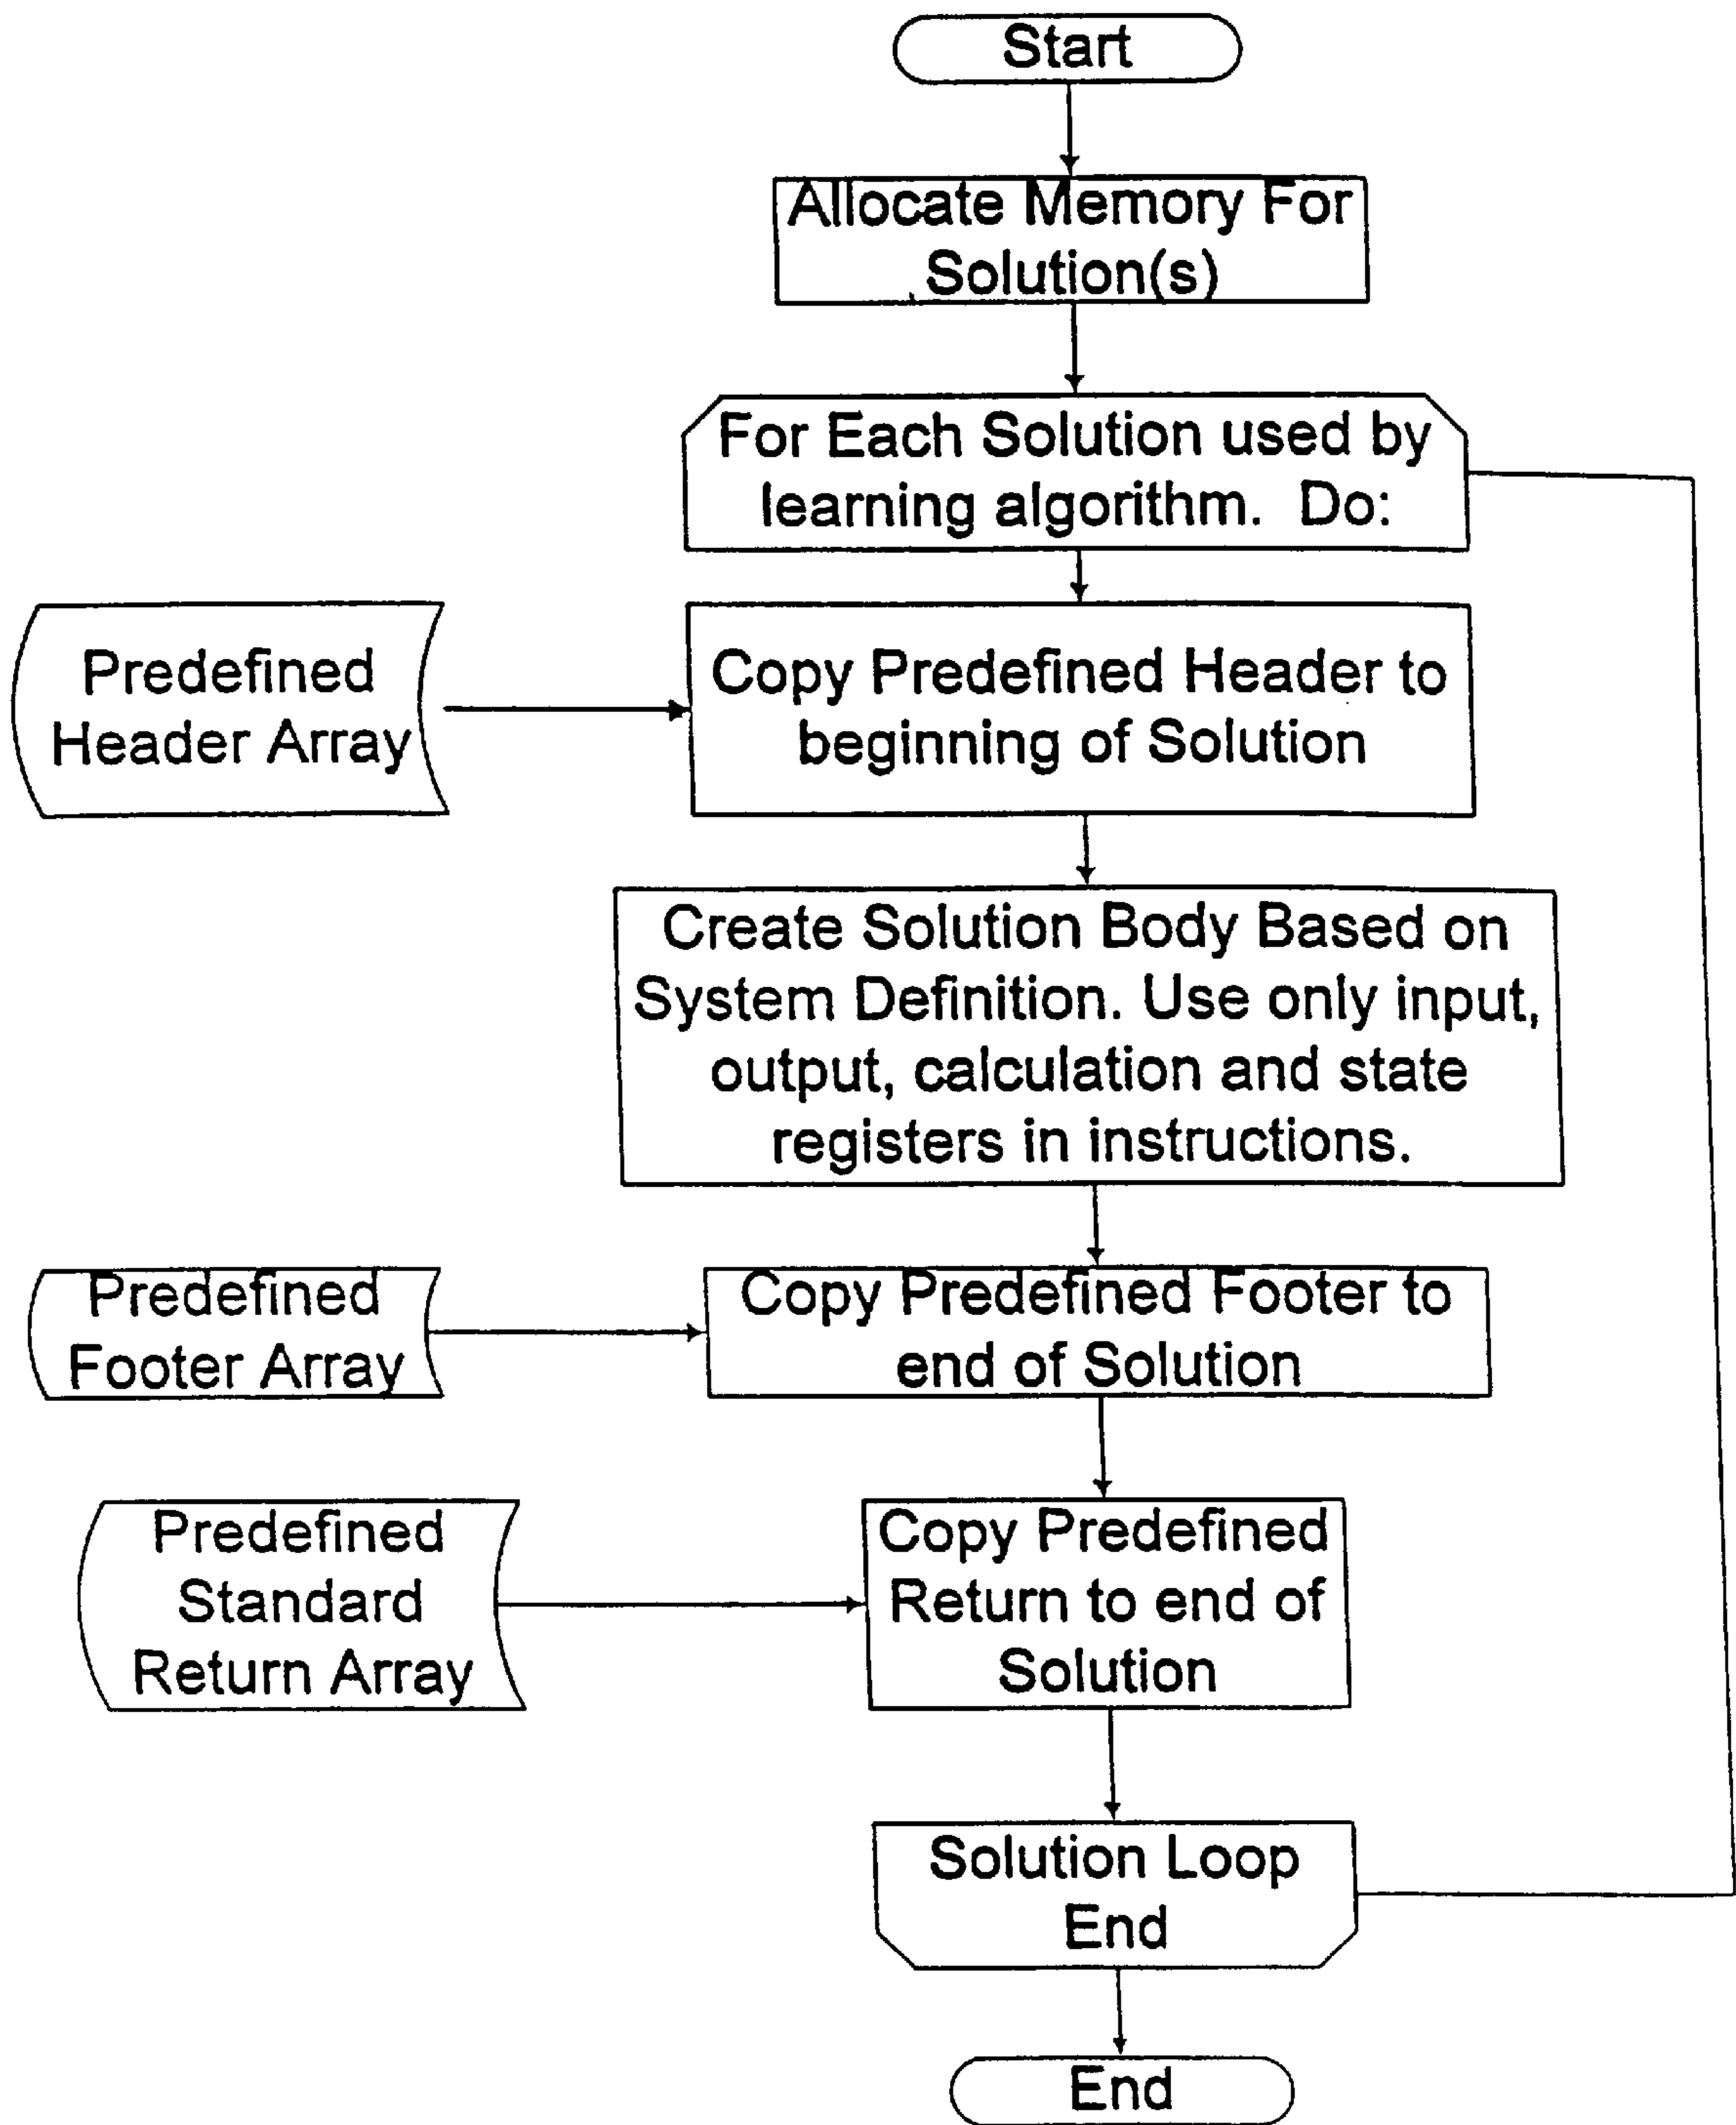 Start
Allocate Memory For
Solution(s)
For Each Solution used by
learning algorithm.  Do:
Predefined
Header Array
Copy Predefined Header to
beginning of Solution
Create Solution Body Based on
System Definition. Use only input,
output, calculation and state
registers in instructions.
Predefined
Footer Array
Copy Predefined Footer to
end of Solution
Predefined
Standard
Return Array
Copy Predefined
Return to end of
Solution
Solution Loop
End
End